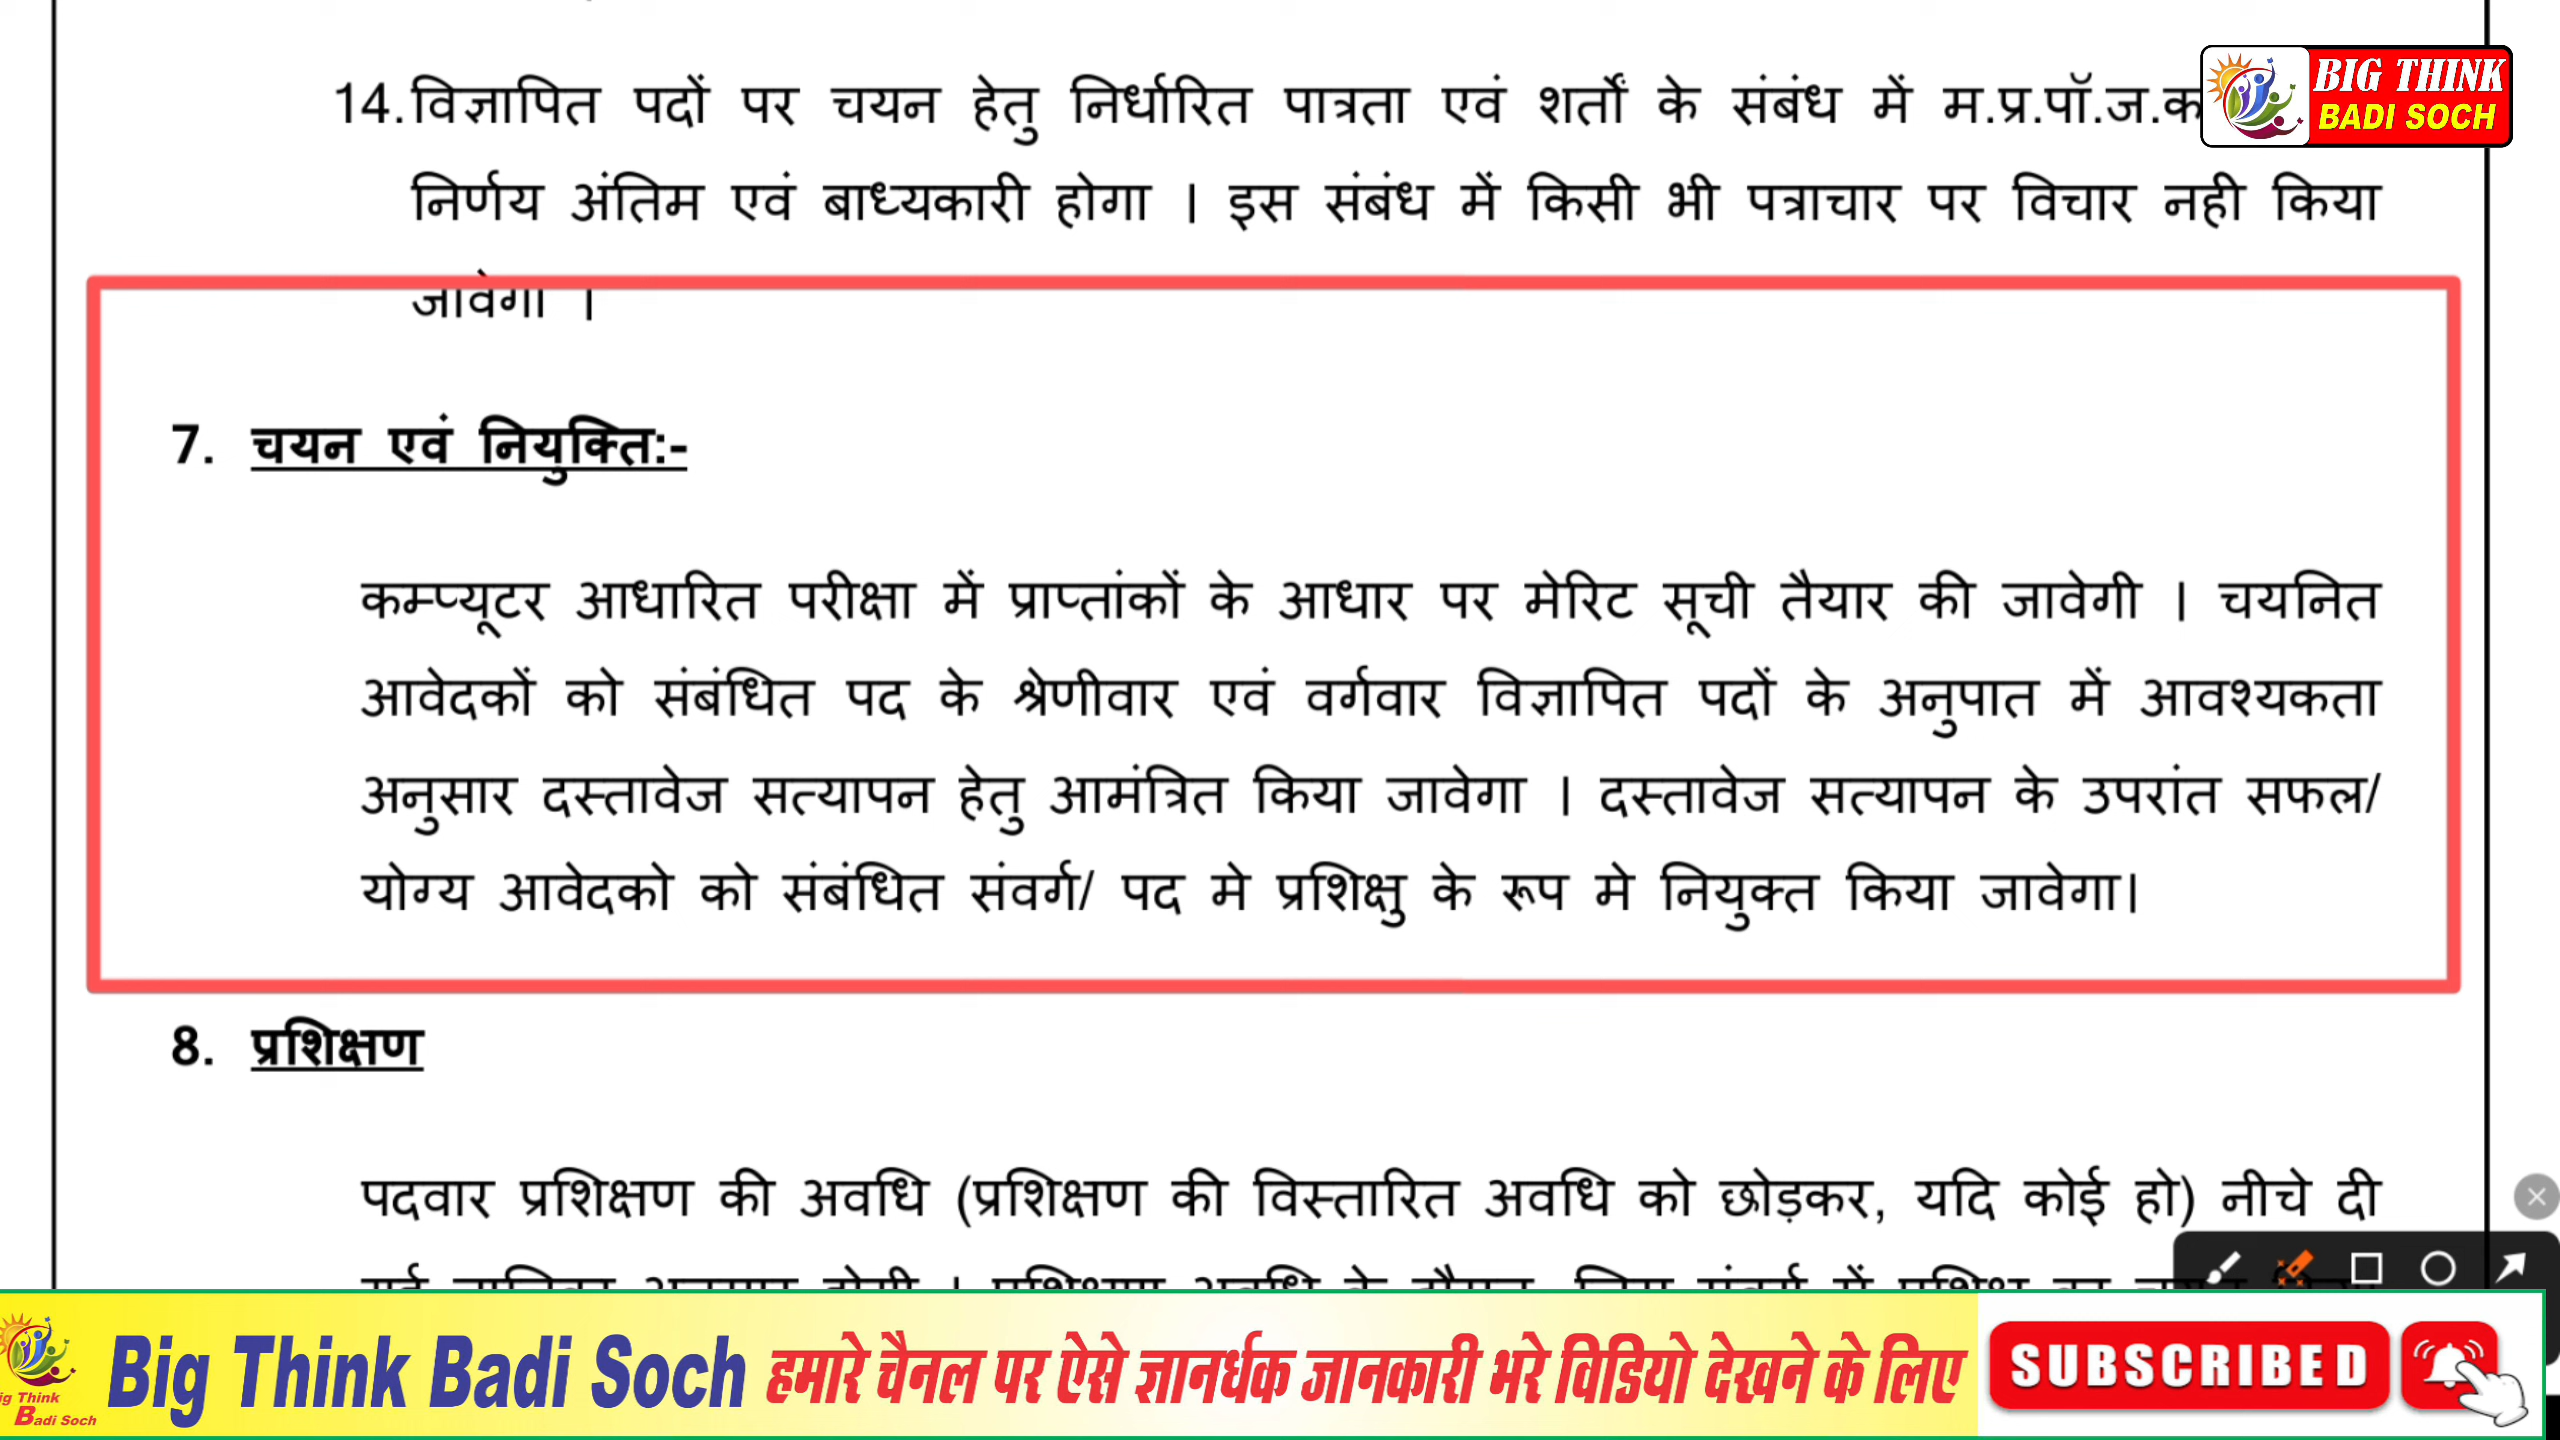 14. विज्ञापित पदों पर चयन हेतु निर्धारित पात्रता एवं शर्तों के संबंध में म.प्र.पॉ.ज.क
BIG THINK
BADI SOCH
निर्णय अंतिम एवं बाध्यकारी होगा । इस संबंध में किसी भी पत्राचार पर विचार नही किया
जावेगा ।
7. चयन एवं नियुक्ति:-
कम्प्यूटर आधारित परीक्षा में प्राप्तांकों के आधार पर मेरिट सूची तैयार की जावेगी । चयनित
आवेदकों को संबंधित पद के श्रेणीवार एवं वर्गवार विज्ञापित पदों के अनुपात में आवश्यकता
अनुसार दस्तावेज सत्यापन हेतु आमंत्रित किया जावेगा । दस्तावेज सत्यापन के उपरांत सफल/
योग्य आवेदको को संबंधित संवर्ग/ पद मे प्रशिक्षु के रूप मे नियुक्त किया जावेगा।
8. प्रशिक्षण
पदवार प्रशिक्षण की अवधि (प्रशिक्षण की विस्तारित अवधि को छोड़कर, यदि कोई हो) नीचे दी
Big Think Badi Soch हमारे चैनल पर ऐसे ज्ञानर्धक जानकारी भरे विडियो देखने के लिए
SUBSCRIBED
ig Think
Badi Soch